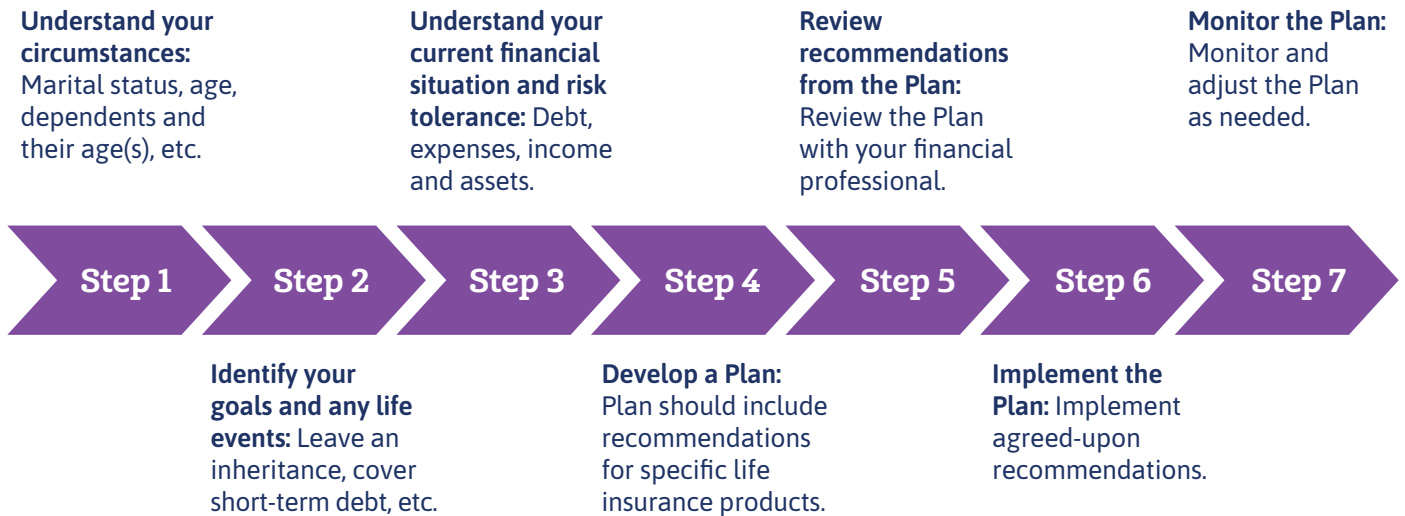 Understand your
circumstances:
Marital status, age,
dependents and
their age(s), etc.
Understand your
current financial
situation and risk
tolerance: Debt,
expenses, income
and assets.
Review
recommendations
from the Plan:
Review the Plan
with your financial
professional.
Monitor the Plan:
Monitor and
adjust the Plan
as needed.
Step 1
Step 2
Step 3
Step 4
Step 5
Step 6
Step 7
Identify your
goals and any life
events: Leave an
inheritance, cover
short-term debt, etc.
Develop a Plan:
Plan should include
recommendations
for specific life
insurance products.
Implement the
Plan: Implement
agreed-upon
recommendations.